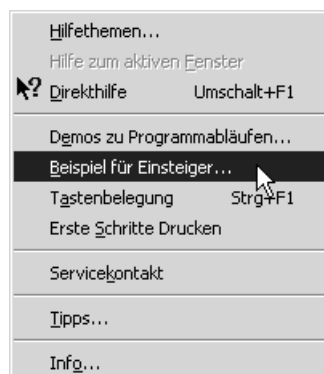 Hilfethemen...
Hilfe zum aktiven Fenster
Direkthilfe Umschalt+F1
Demos zu Programmabläufen...
Beispiel für Einsteiger...
Tastenbelegung Strg+F1
Erste Schritte Drucken
Servicekontakt
Tipps...
Info...